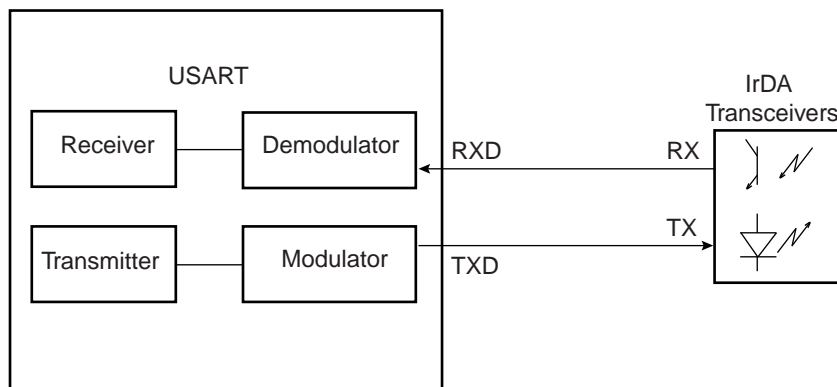 USART
IrDA
Transceivers
Receiver
Demodulator
RXD
RX
Transmitter
Modulator
TXD
TX